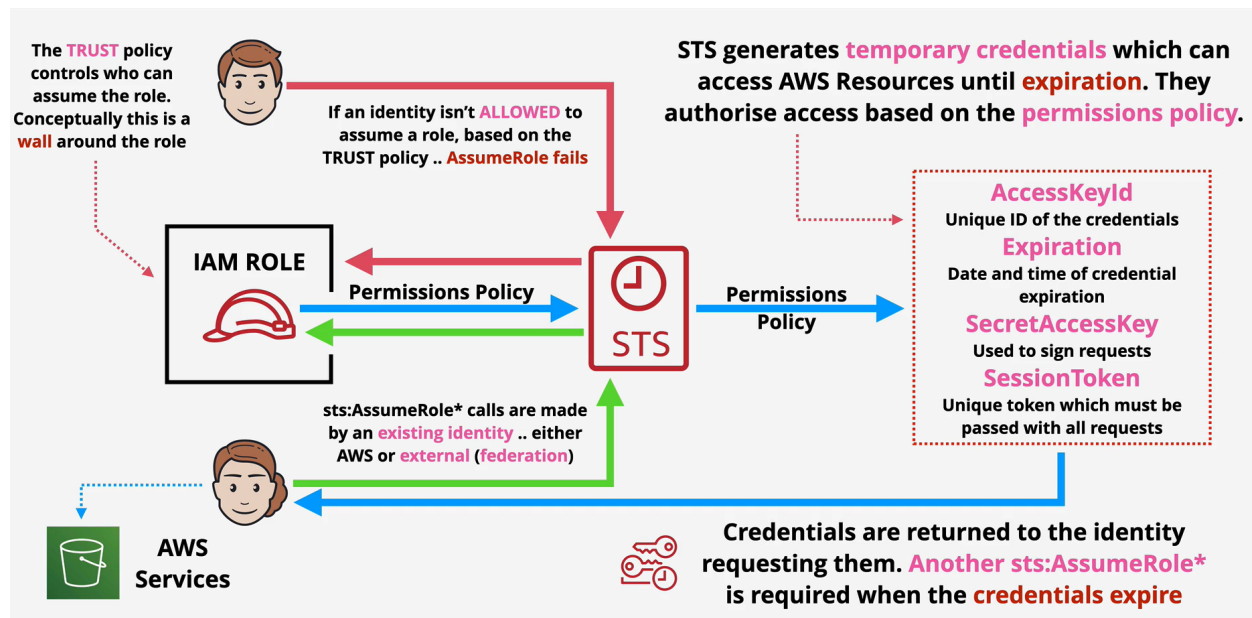 The TRUST policy
controls who can
assume the role.
Conceptually this is a
wall around the role
If an identity isn't ALLOWED to
assume a role, based on the
TRUST policy .. AssumeRole fails
STS generates temporary credentials which can
access AWS Resources until expiration. They
authorise access based on the permissions policy.
IAM ROLE
Permissions Policy
STS
Permissions
Policy
AccessKeyId
Unique ID of the credentials
Expiration
Date and time of credential
expiration
SecretAccessKey
Used to sign requests
SessionToken
Unique token which must be
passed with all requests
sts:AssumeRole* calls are made
by an existing identity .. either
AWS or external (federation)
AWS
Services
Credentials are returned to the identity
requesting them. Another sts:AssumeRole*
is required when the credentials expire